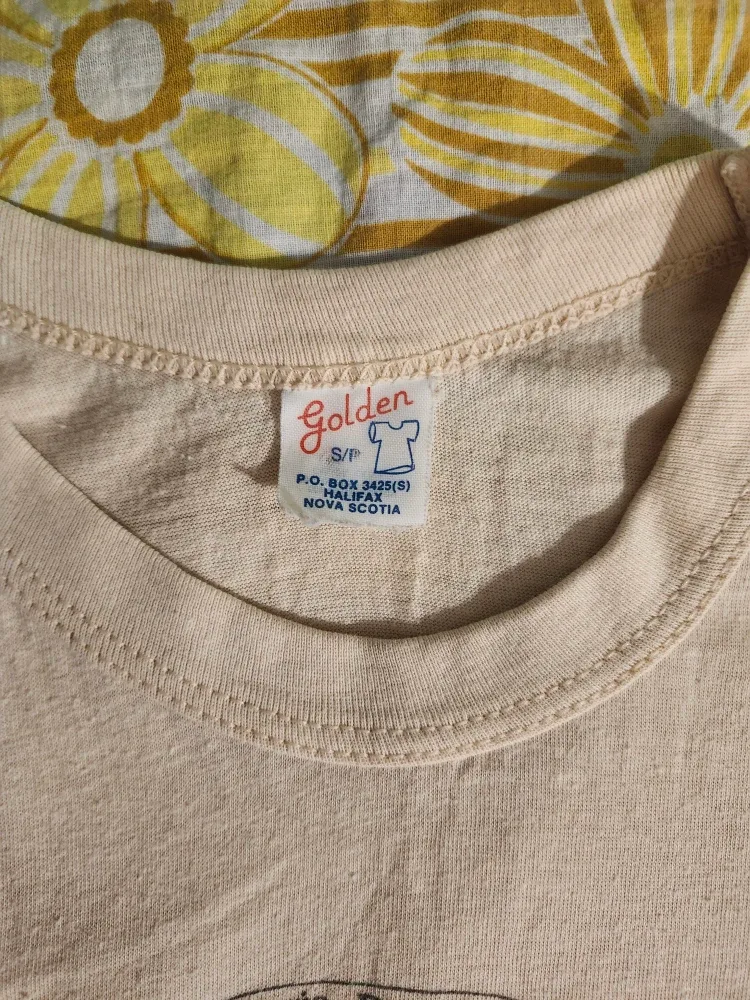 Golden
S/P
P.O. BOX 3425(S)
HALIFAX
NOVA SCOTIA